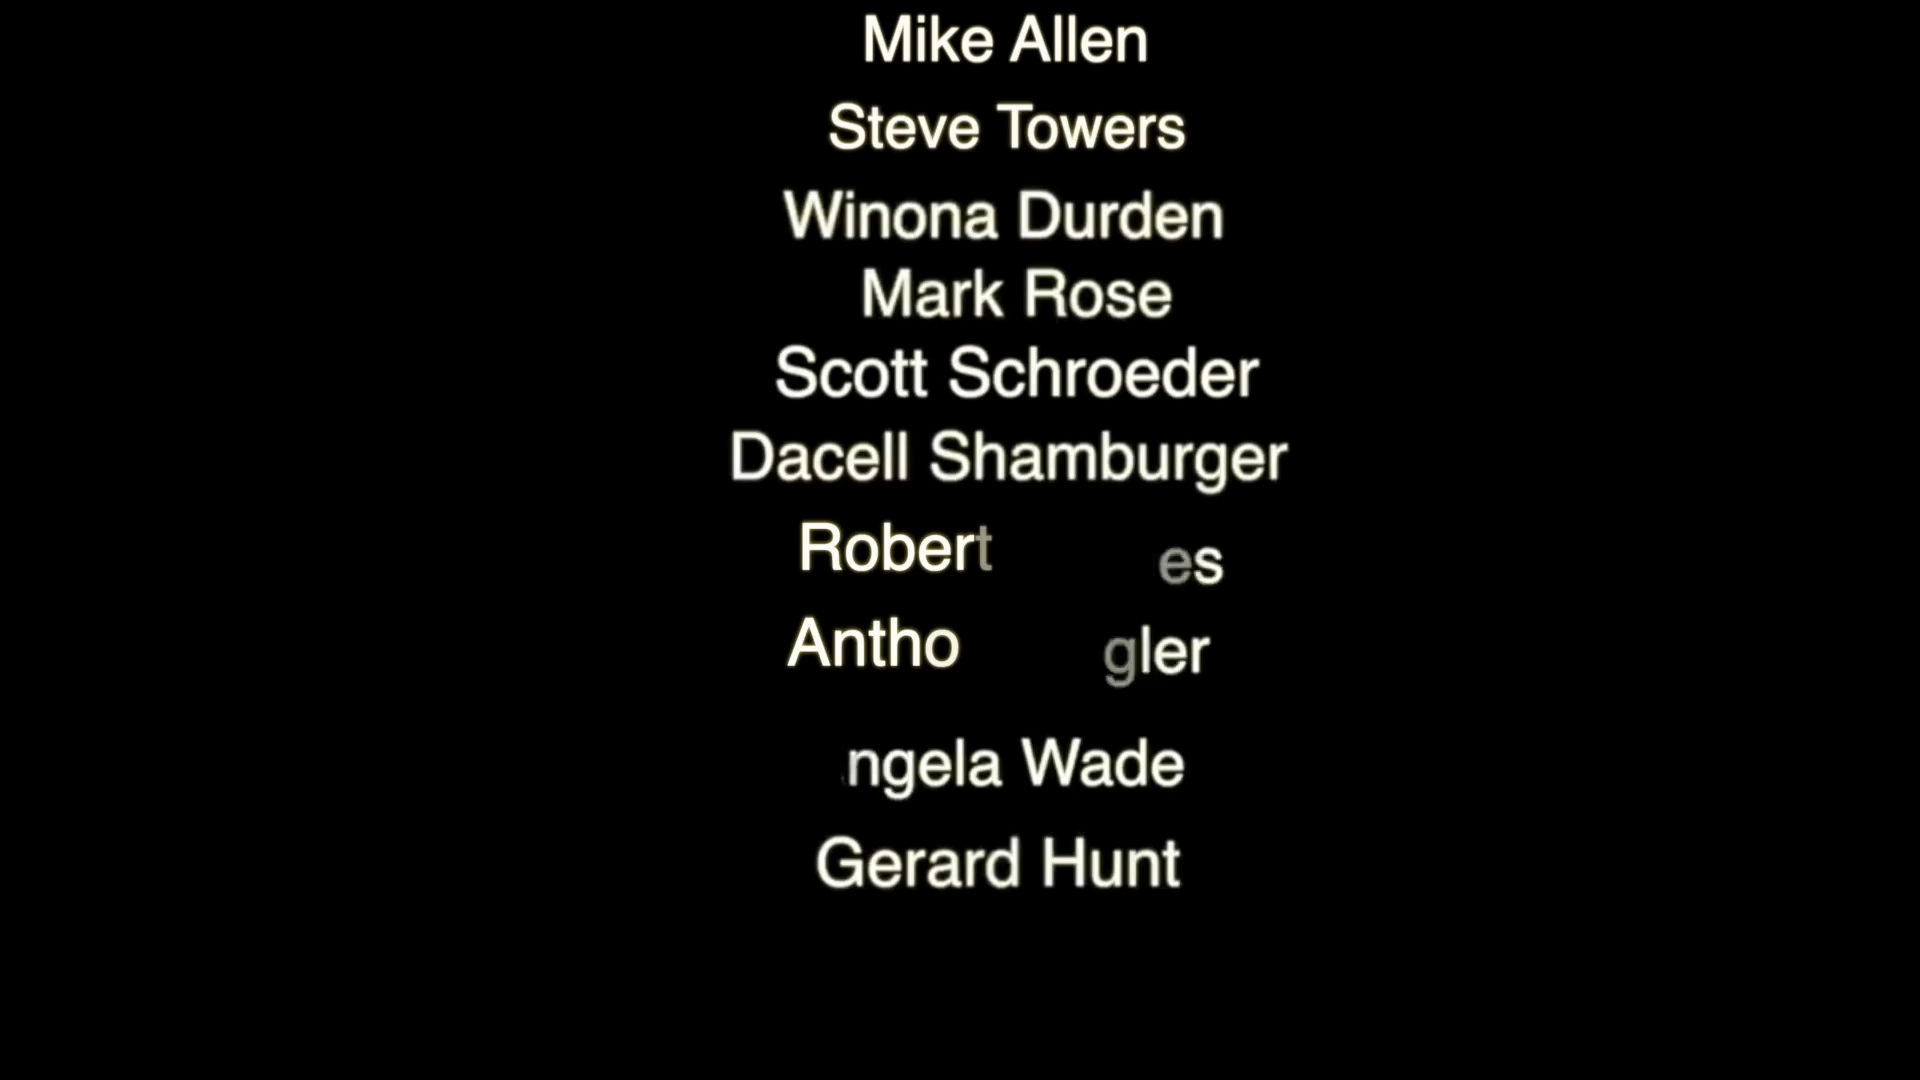 Mike Allen
Steve Towers
Winona Durden
Mark Rose
Scott Schroeder
Dacell Shamburger
Robert es
Antho gler
ngela Wade
Gerard Hunt